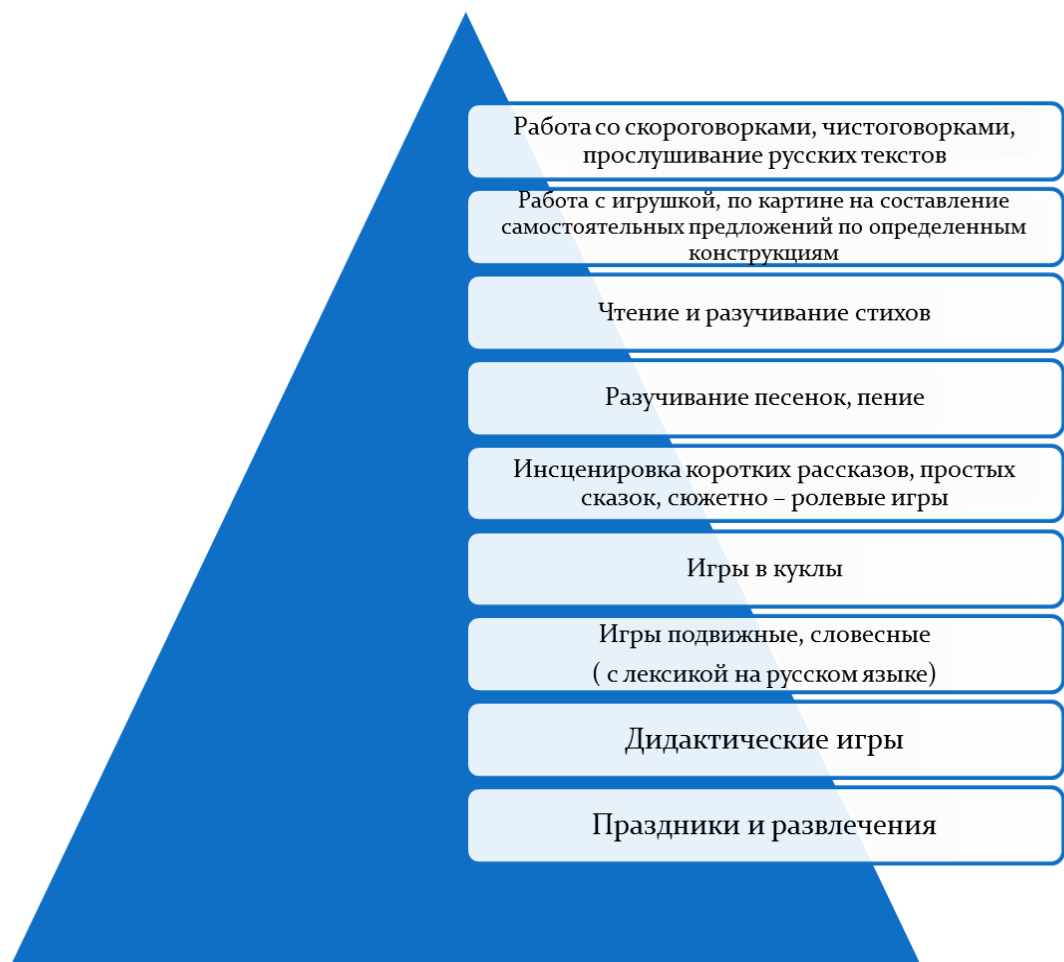 Работа со скороговорками, чистоговорками,
прослушивание русских текстов
Работа с игрушкой, по картине на составление
самостоятельных предложений по определенным
конструкциям
Чтение и разучивание стихов
Разучивание песенок, пение
Инсценировка коротких рассказов, простых
сказок, сюжетно – ролевые игры
Игры в куклы
Игры подвижные, словесные
( с лексикой на русском языке)
Дидактические игры
Праздники и развлечения